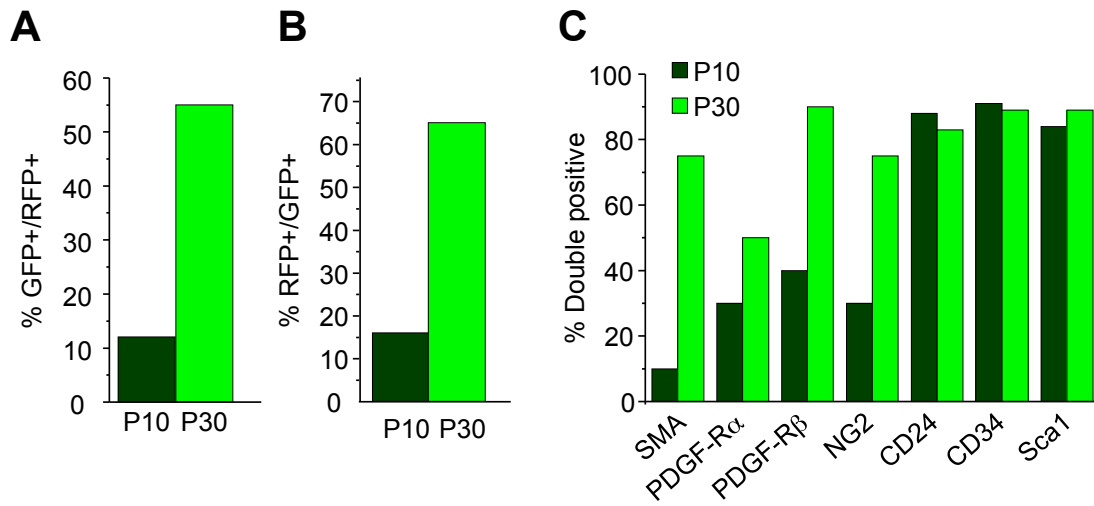 A
% GFP+/RFP+
60
50
40
30
20
10
0
P10 P30
B
% RFP+/GFP+
70
60
50
40
30
20
10
0
P10 P30
C
% Double positive
100
80
60
40
20
0
P10
P30
SMA
PDGF-Rα
PDGF-Rβ
NG2
CD24
CD34
Sca1